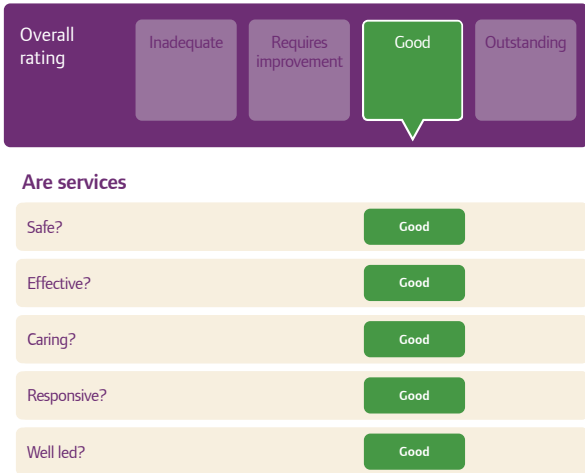 Overall
rating
Inadequate
Requires
improvement
Good
Outstanding
Are services
Safe? Good
Effective? Good
Caring? Good
Responsive? Good
Well led? Good